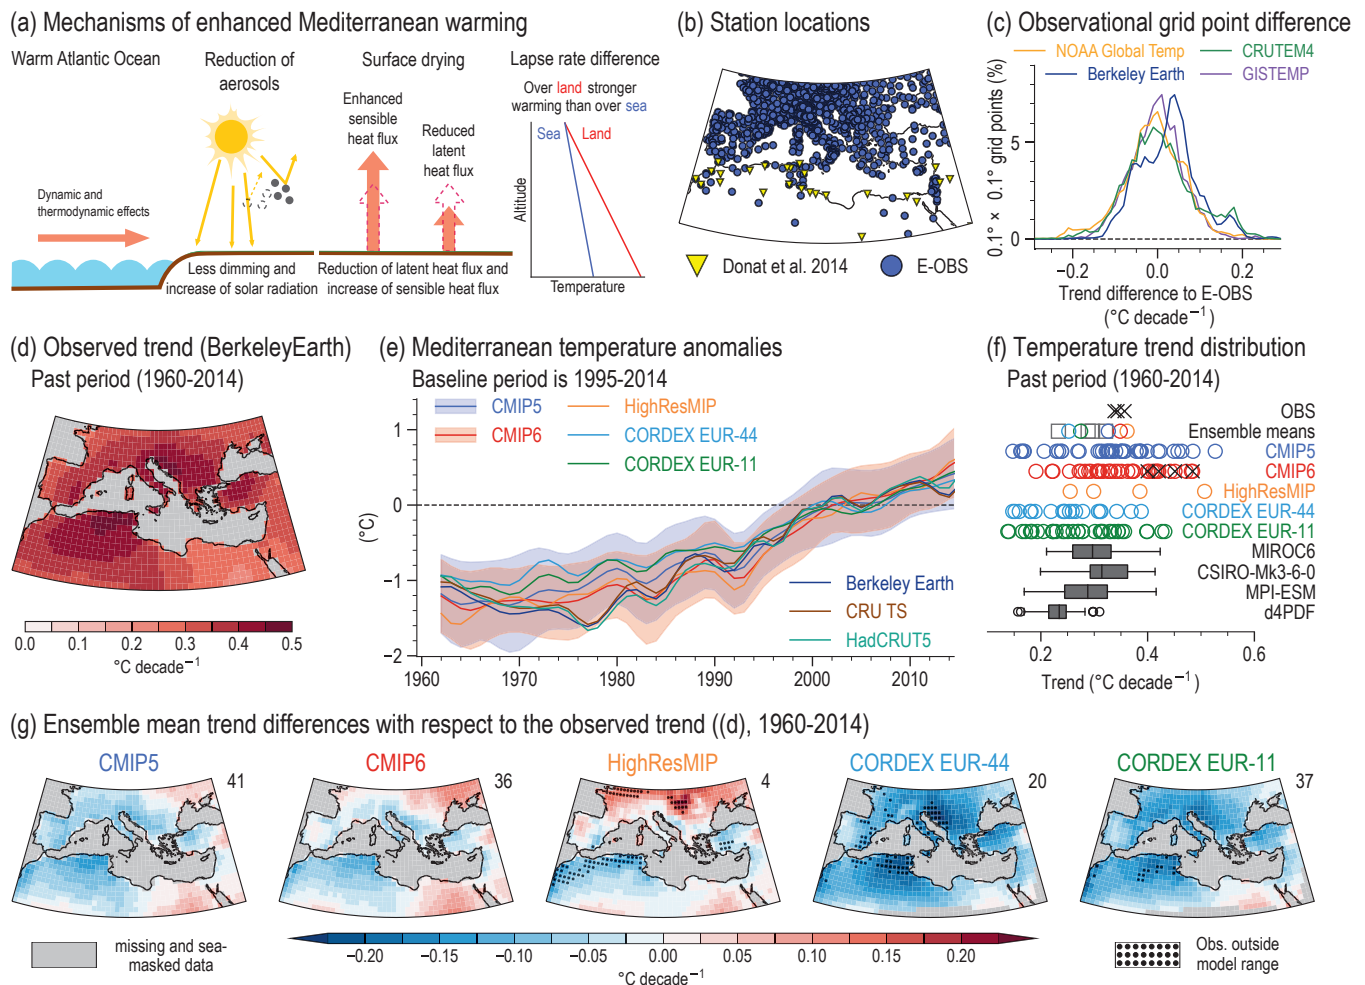 (a) Mechanisms of enhanced Mediterranean warming
Warm Atlantic Ocean
Reduction of
aerosols
Surface drying
Lapse rate difference
Dynamic and
thermodynamic effects
Less dimming and
increase of solar radiation
Enhanced
sensible
heat flux
Reduced
latent
heat flux
Reduction of latent heat flux and
increase of sensible heat flux
Over land stronger
warming than over sea
Sea
Land
Altitude
Temperature
(b) Station locations
Donat et al. 2014
E-OBS
(c) Observational grid point difference
NOAA Global Temp
CRUTEM4
Berkeley Earth
GISTEMP
0.1° × 0.1° grid points (%)
5
0
−0.2
0.0
0.2
Trend difference to E-OBS
(°C decade−1)
(d) Observed trend (BerkeleyEarth)
Past period (1960-2014)
0.0 0.1 0.2 0.3 0.4 0.5
°C decade−1
(e) Mediterranean temperature anomalies
Baseline period is 1995-2014
CMIP5
HighResMIP
CMIP6
CORDEX EUR-44
CORDEX EUR-11
(°C)
1
0
−1
−2
Berkeley Earth
CRU TS
HadCRUT5
1960 1970 1980 1990 2000 2010
(f) Temperature trend distribution
Past period (1960-2014)
OBS
Ensemble means
CMIP5
CMIP6
HighResMIP
CORDEX EUR-44
CORDEX EUR-11
MIROC6
CSIRO-Mk3-6-0
MPI-ESM
d4PDF
0.2 0.4 0.6
Trend (°C decade−1)
(g) Ensemble mean trend differences with respect to the observed trend ((d), 1960-2014)
CMIP5
41
CMIP6
36
HighResMIP
4
CORDEX EUR-44
20
CORDEX EUR-11
37
missing and sea-
masked data
−0.20 −0.15 −0.10 −0.05 0.00 0.05 0.10 0.15 0.20
°C decade−1
Obs. outside
model range